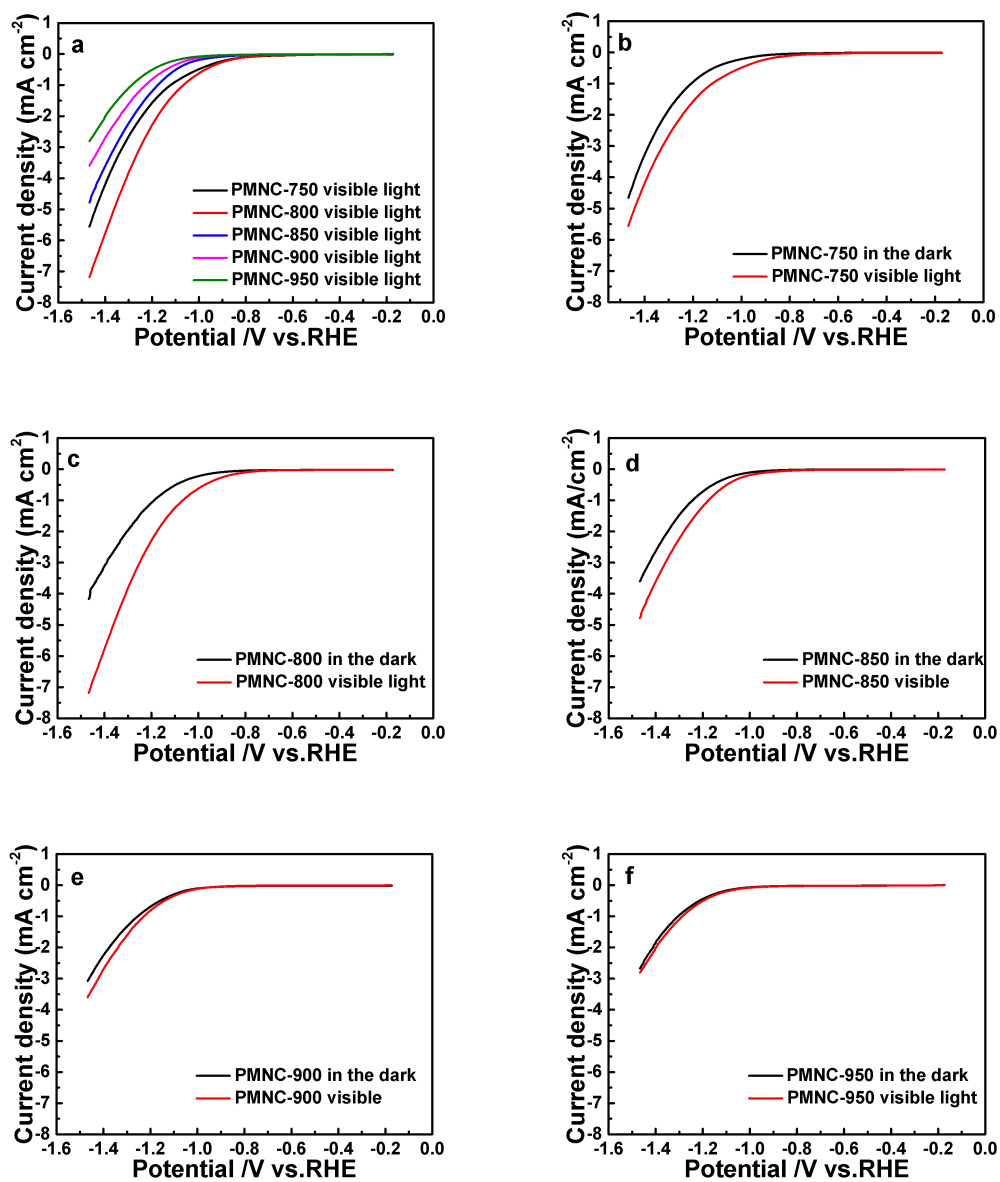 a
1
0
-1
-2
-3
-4
-5
-6
-7
-8
Current density (mA cm-2)
PMNC-750 visible light
PMNC-800 visible light
PMNC-850 visible light
PMNC-900 visible light
PMNC-950 visible light
-1.6 -1.4 -1.2 -1.0 -0.8 -0.6 -0.4 -0.2 0.0
Potential /V vs.RHE
b
1
0
-1
-2
-3
-4
-5
-6
-7
-8
Current density (mA cm-2)
PMNC-750 in the dark
PMNC-750 visible light
-1.4 -1.2 -1.0 -0.8 -0.6 -0.4 -0.2 0.0
Potential /V vs.RHE
c
1
0
-1
-2
-3
-4
-5
-6
-7
-8
Current density (mA cm-2)
PMNC-800 in the dark
PMNC-800 visible light
-1.6 -1.4 -1.2 -1.0 -0.8 -0.6 -0.4 -0.2 0.0
Potential /V vs.RHE
d
1
0
-1
-2
-3
-4
-5
-6
-7
-8
Current density (mA/cm-2)
PMNC-850 in the dark
PMNC-850 visible
-1.6 -1.4 -1.2 -1.0 -0.8 -0.6 -0.4 -0.2 0.0
Potential /V vs.RHE
e
1
0
-1
-2
-3
-4
-5
-6
-7
-8
Current density (mA cm-2)
PMNC-900 in the dark
PMNC-900 visible
-1.6 -1.4 -1.2 -1.0 -0.8 -0.6 -0.4 -0.2 0.0
Potential /V vs.RHE
f
1
0
-1
-2
-3
-4
-5
-6
-7
-8
Current density (mA cm-2)
PMNC-950 in the dark
PMNC-950 visible light
-1.6 -1.4 -1.2 -1.0 -0.8 -0.6 -0.4 -0.2 0.0
Potential /V vs.RHE